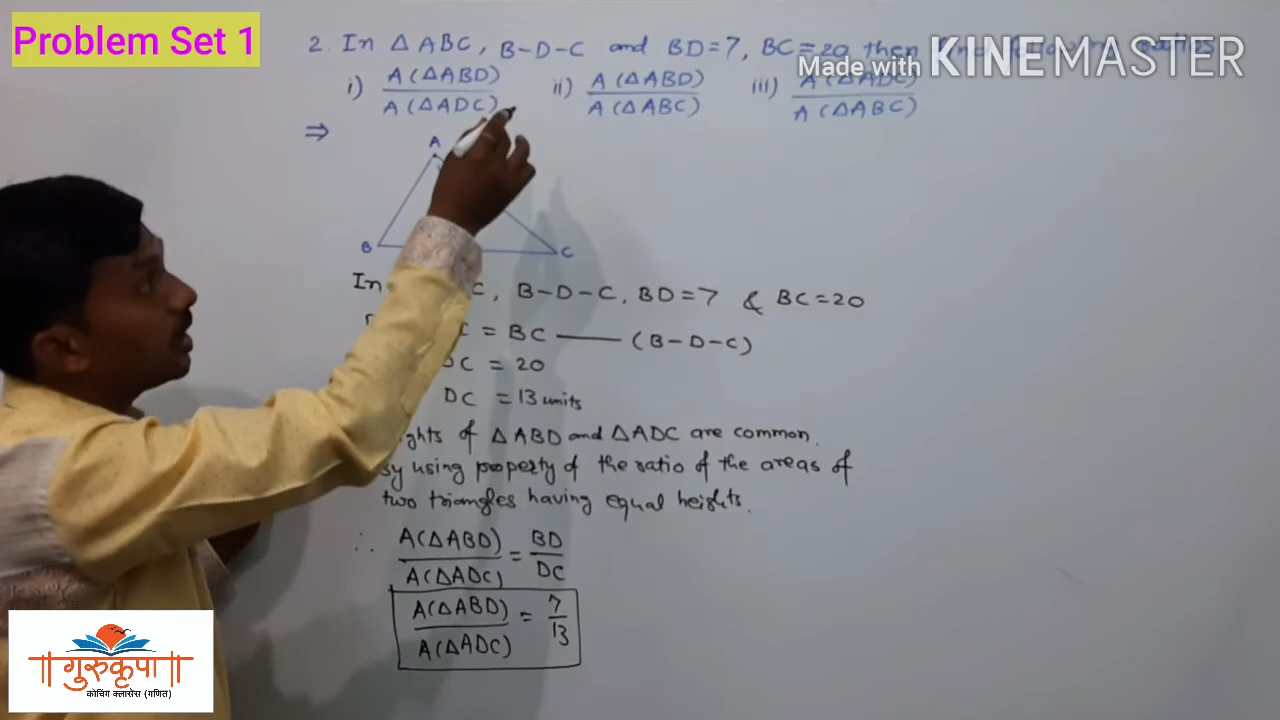 Problem Set 1
2. In △ ABC, B-D-C and BD=7, BC=20 then
Made with KINEMASTER
i) A(△ABD) / A(△ADC) ii) A(△ABD) / A(△ABC) iii) A(△ADC) / A(△ABC)
⇒
A
B C
In C, B-D-C, BD=7 & BC=20
= BC —— (B-D-C)
DC = 20
DC = 13 units
of △ABD and △ADC are common.
By using property of the ratio of the areas of
two triangles having equal heights.
∴ A(△ABD) / A(△ADC) = BD / DC
A(△ABD) / A(△ADC) = 7 / 13
॥ गुरुकृपा ॥
कोचिंग क्लासेस (गणित)